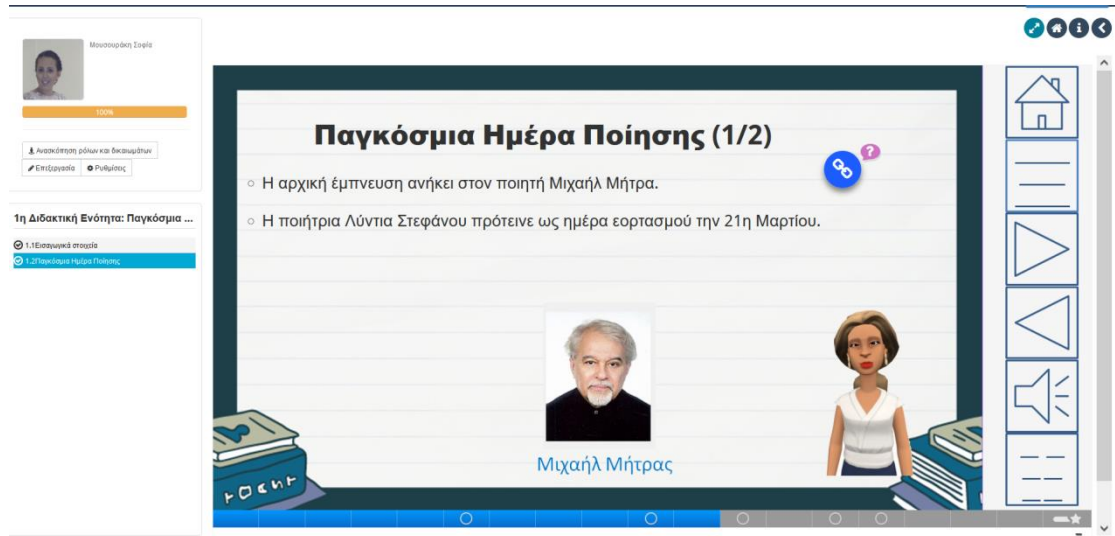 Μουσουράκη Σοφία
100%
Ανασκόπηση ρόλων και δικαιωμάτων
Επεξεργασία Ρυθμίσεις
1η Διδακτική Ενότητα: Παγκόσμια ...
1.1Εισαγωγικά στοιχεία
1.2Παγκόσμια Ημέρα Ποίησης
Παγκόσμια Ημέρα Ποίησης (1/2)
?
◦ Η αρχική έμπνευση ανήκει στον ποιητή Μιχαήλ Μήτρα.
◦ Η ποιήτρια Λύντια Στεφάνου πρότεινε ως ημέρα εορτασμού την 21η Μαρτίου.
Μιχαήλ Μήτρας